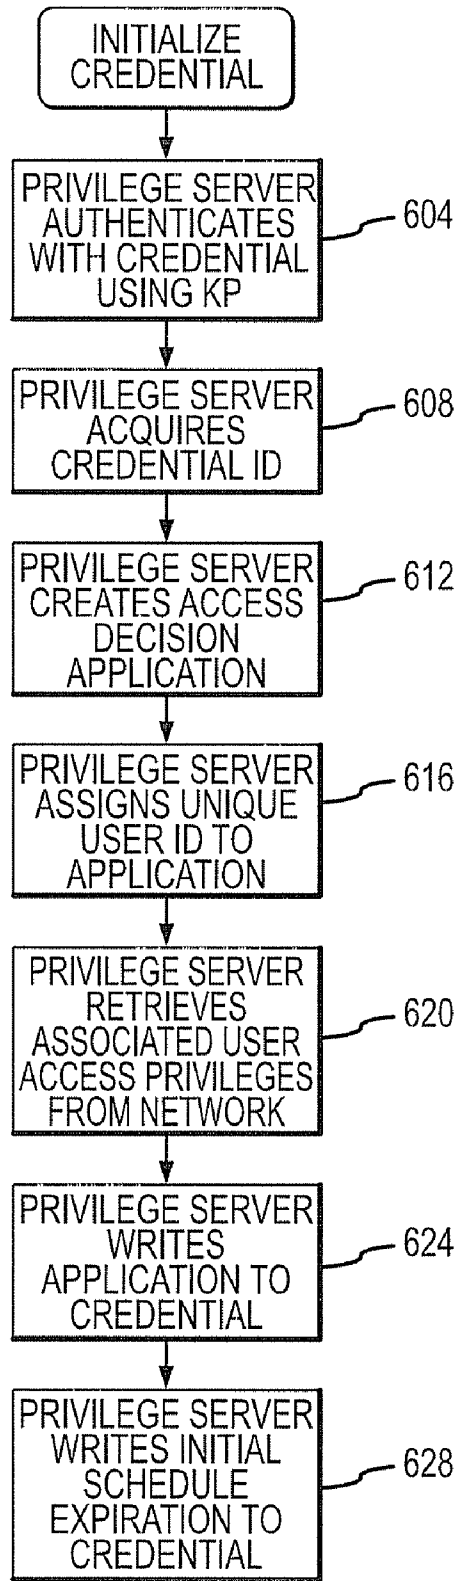 INITIALIZE
CREDENTIAL
PRIVILEGE SERVER
AUTHENTICATES
WITH CREDENTIAL
USING KP
604
PRIVILEGE SERVER
ACQUIRES
CREDENTIAL ID
608
PRIVILEGE SERVER
CREATES ACCESS
DECISION
APPLICATION
612
PRIVILEGE SERVER
ASSIGNS UNIQUE
USER ID TO
APPLICATION
616
PRIVILEGE SERVER
RETRIEVES
ASSOCIATED USER
ACCESS PRIVILEGES
FROM NETWORK
620
PRIVILEGE SERVER
WRITES
APPLICATION TO
CREDENTIAL
624
PRIVILEGE SERVER
WRITES INITIAL
SCHEDULE
EXPIRATION TO
CREDENTIAL
628